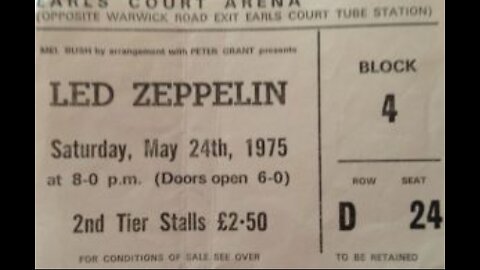 EARLS COURT ARENA
(OPPOSITE WARWICK ROAD EXIT EARLS COURT TUBE STATION)
MEL BUSH by arrangement with PETER GRANT presents
LED ZEPPELIN
Saturday, May 24th, 1975
at 8-0 p.m. (Doors open 6-0)
2nd Tier Stalls £2·50
FOR CONDITIONS OF SALE SEE OVER
BLOCK
4
ROW SEAT
D 24
TO BE RETAINED